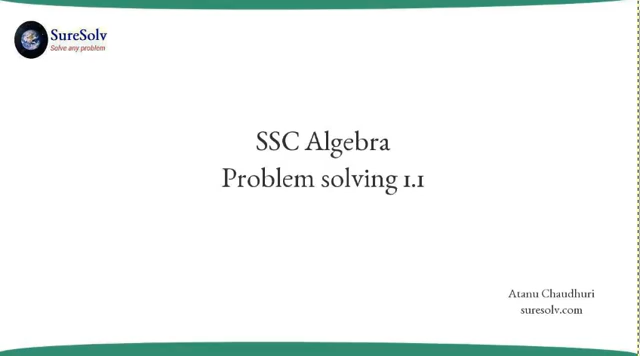 SureSolv
Solve any problem
SSC Algebra
Problem solving 1.1
Atanu Chaudhuri
suresolv.com